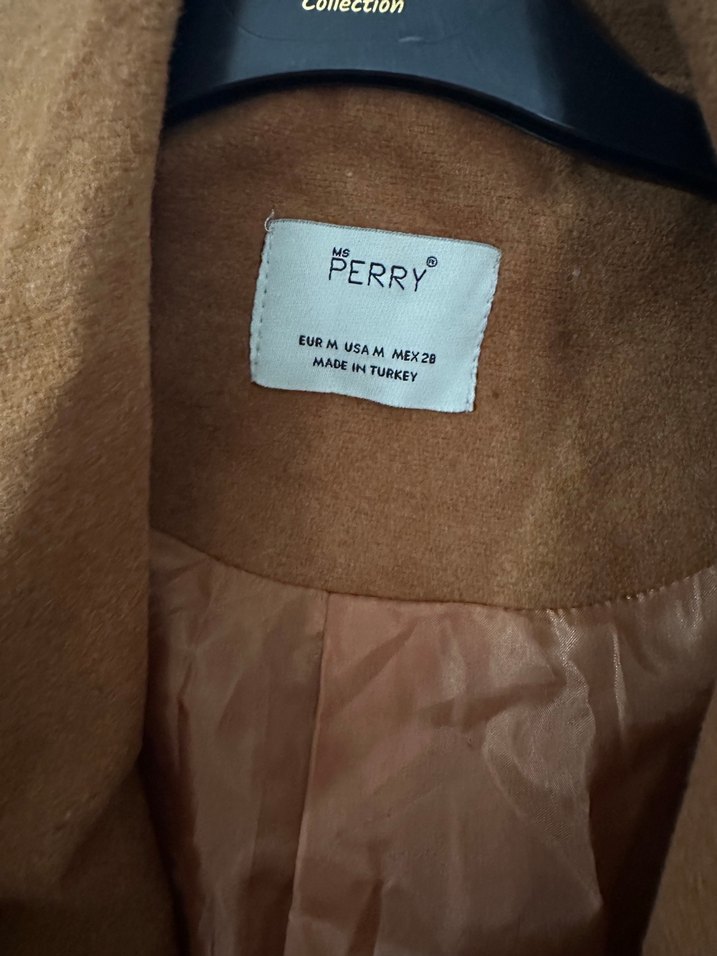 Collection
MS
PERRY®
EUR M USA M MEX 28
MADE IN TURKEY